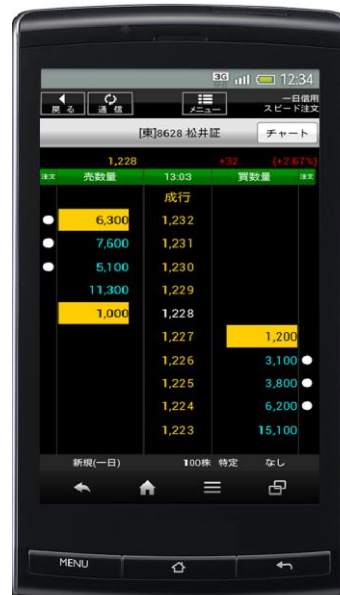 3G 12:34
戻る 通信 メニュー 一日信用
スピード注文
[東]8628 松井証 チャート
1,228 +32 (+2.67%)
注文 売数量 13:03 買数量 注文
成行
6,300 1,232
7,600 1,231
5,100 1,230
11,300 1,229
1,000 1,228
1,227 1,200
1,226 3,100
1,225 3,800
1,224 6,200
1,223 15,100
新規(一日) 100株 特定 なし
MENU